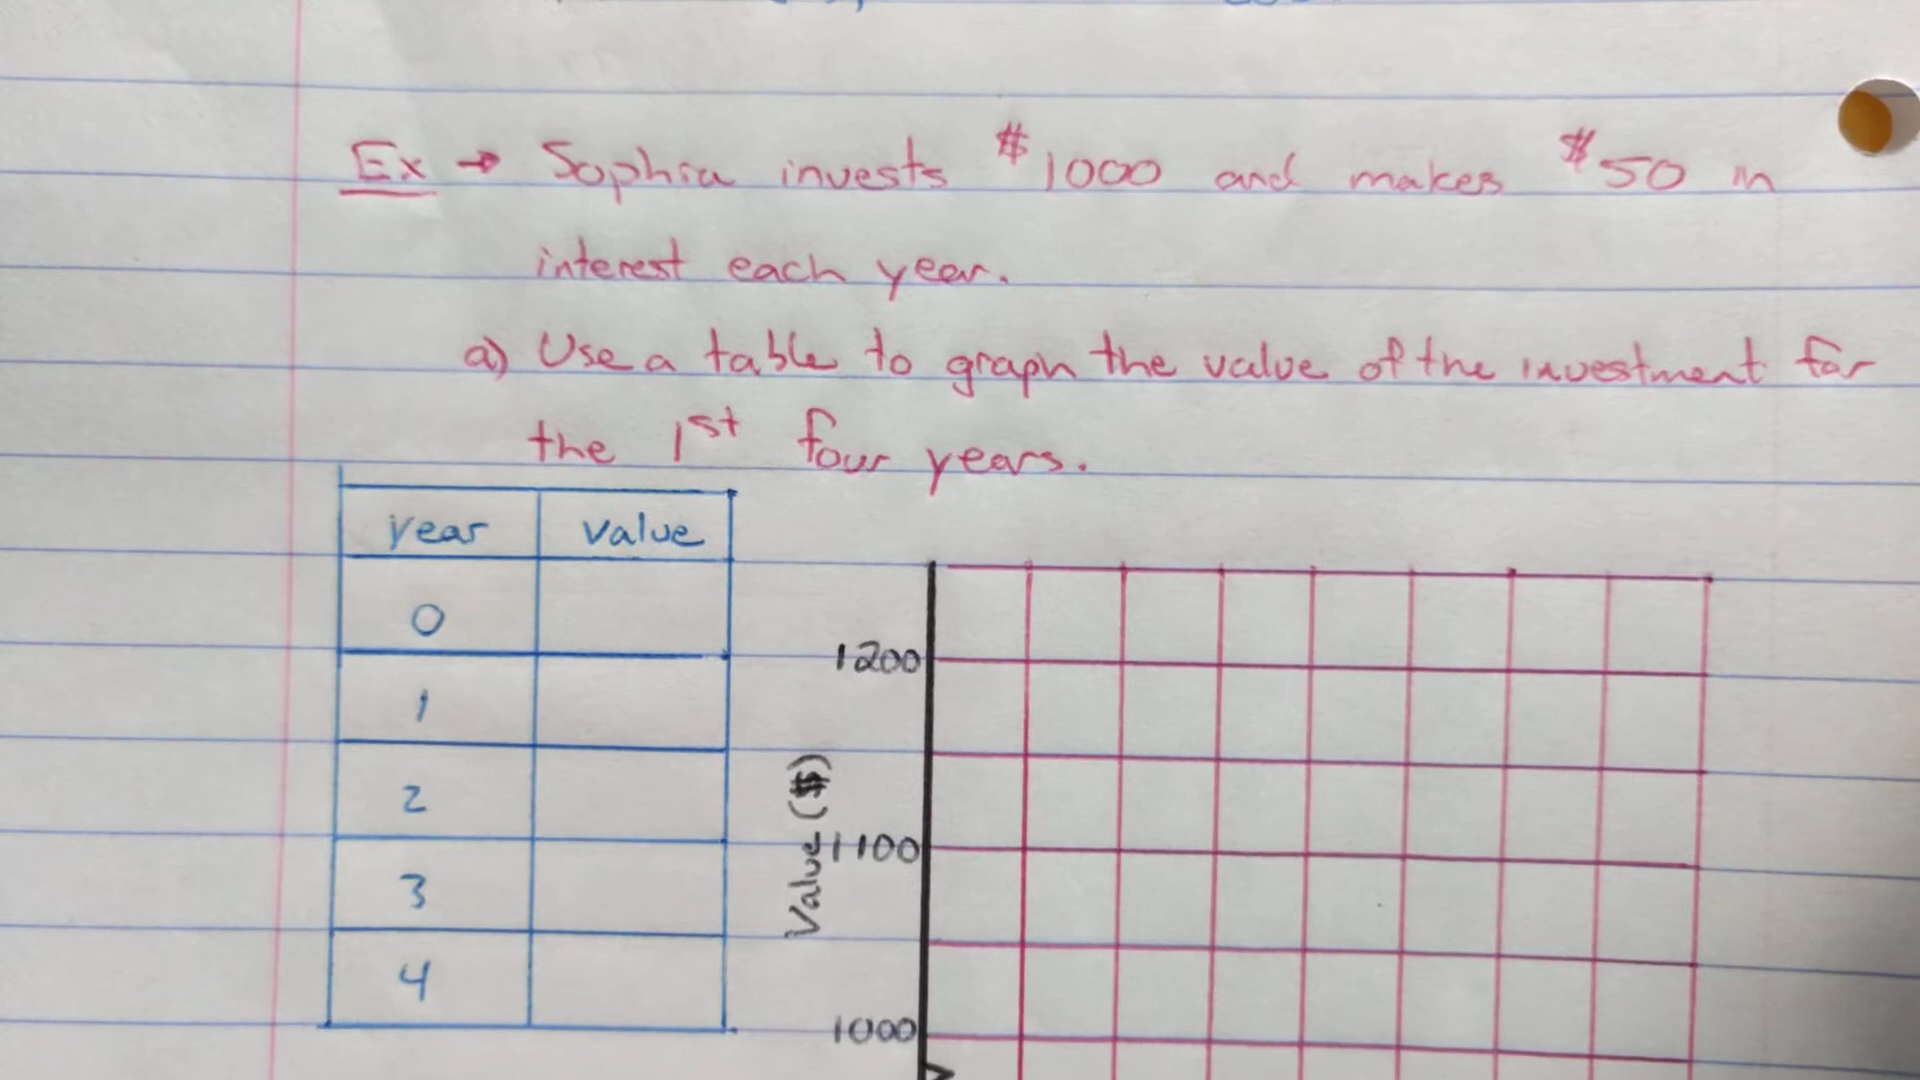 Ex → Sophia invests $1000 and makes $50 in
interest each year.
a) Use a table to graph the value of the investment for
the 1st four years.
year value
0
1
2
3
4
1200
Value ($)
1100
1000